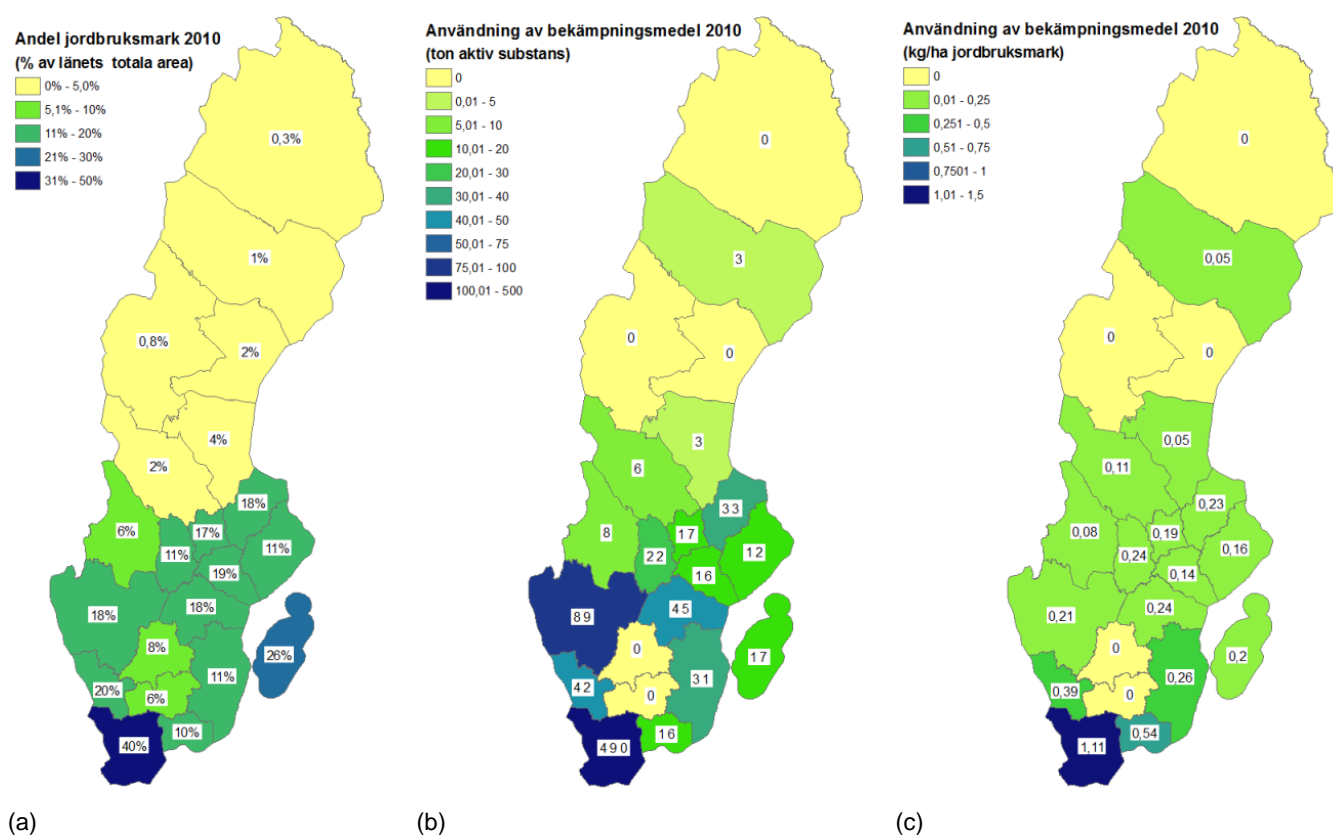 Andel jordbruksmark 2010
(% av länets totala area)
0% - 5,0%
5,1% - 10%
11% - 20%
21% - 30%
31% - 50%
0,3%
1%
0,8%
2%
4%
2%
18%
6%
17%
11%
11%
19%
18%
18%
8%
26%
11%
20%
6%
10%
40%
(a)
Användning av bekämpningsmedel 2010
(ton aktiv substans)
0
0,01 - 5
5,01 - 10
10,01 - 20
20,01 - 30
30,01 - 40
40,01 - 50
50,01 - 75
75,01 - 100
100,01 - 500
0
3
0
0
3
6
33
8
17
12
22
16
45
89
0
17
31
42
0
16
490
(b)
Användning av bekämpningsmedel 2010
(kg/ha jordbruksmark)
0
0,01 - 0,25
0,251 - 0,5
0,51 - 0,75
0,7501 - 1
1,01 - 1,5
0
0,05
0
0
0,05
0,11
0,23
0,08
0,19
0,16
0,24
0,14
0,24
0,21
0
0,2
0,26
0,39
0
0,54
1,11
(c)